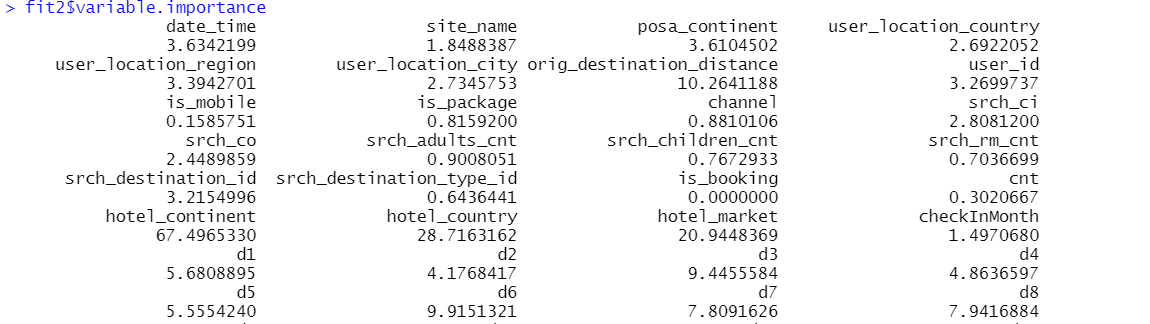 > fit2$variable.importance
date_time site_name posa_continent user_location_country
3.6342199 1.8488387 3.6104502 2.6922052
user_location_region user_location_city orig_destination_distance user_id
3.3942701 2.7345753 10.2641188 3.2699737
is_mobile is_package channel srch_ci
0.1585751 0.8159200 0.8810106 2.8081200
srch_co srch_adults_cnt srch_children_cnt srch_rm_cnt
2.4489859 0.9008051 0.7672933 0.7036699
srch_destination_id srch_destination_type_id is_booking cnt
3.2154996 0.6436441 0.0000000 0.3020667
hotel_continent hotel_country hotel_market checkInMonth
67.4965330 28.7163162 20.9448369 1.4970680
d1 d2 d3 d4
5.6808895 4.1768417 9.4455584 4.8636597
d5 d6 d7 d8
5.5554240 9.9151321 7.8091626 7.9416884